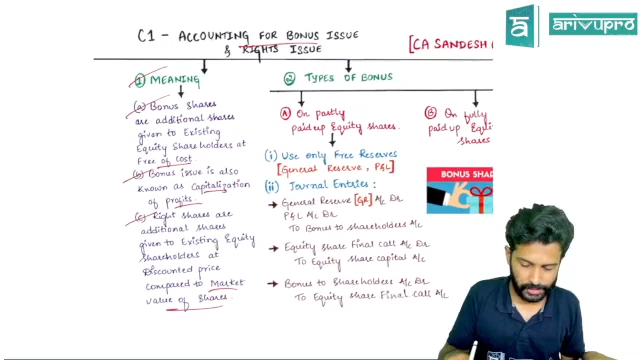 C1 - ACCOUNTING FOR BONUS ISSUE
& RIGHTS ISSUE
[CA SANDESH
arivupro
① MEANING
(a) Bonus shares
are additional shares
given to Existing
Equity Shareholders at
Free of Cost.
(b) Bonus issue is also
known as Capitalization
of profits.
(c) Right shares are
additional shares
given to Existing Equity
shareholders at
Discounted price
compared to Market
value of shares.
② TYPES OF BONUS
(A) On partly
paid up Equity shares.
(i) Use only Free Reserves
[General Reserve, P&L]
(ii) Journal Entries:
→ General Reserve [GR] A/c Dr
P&L A/c Dr
To Bonus to shareholders A/c
→ Equity share Final call A/c Dr
To Equity share capital A/c
→ Bonus to Shareholders A/c Dr
To Equity share Final call A/c
(B) On fully
paid up Equi
shares
BONUS SHAR